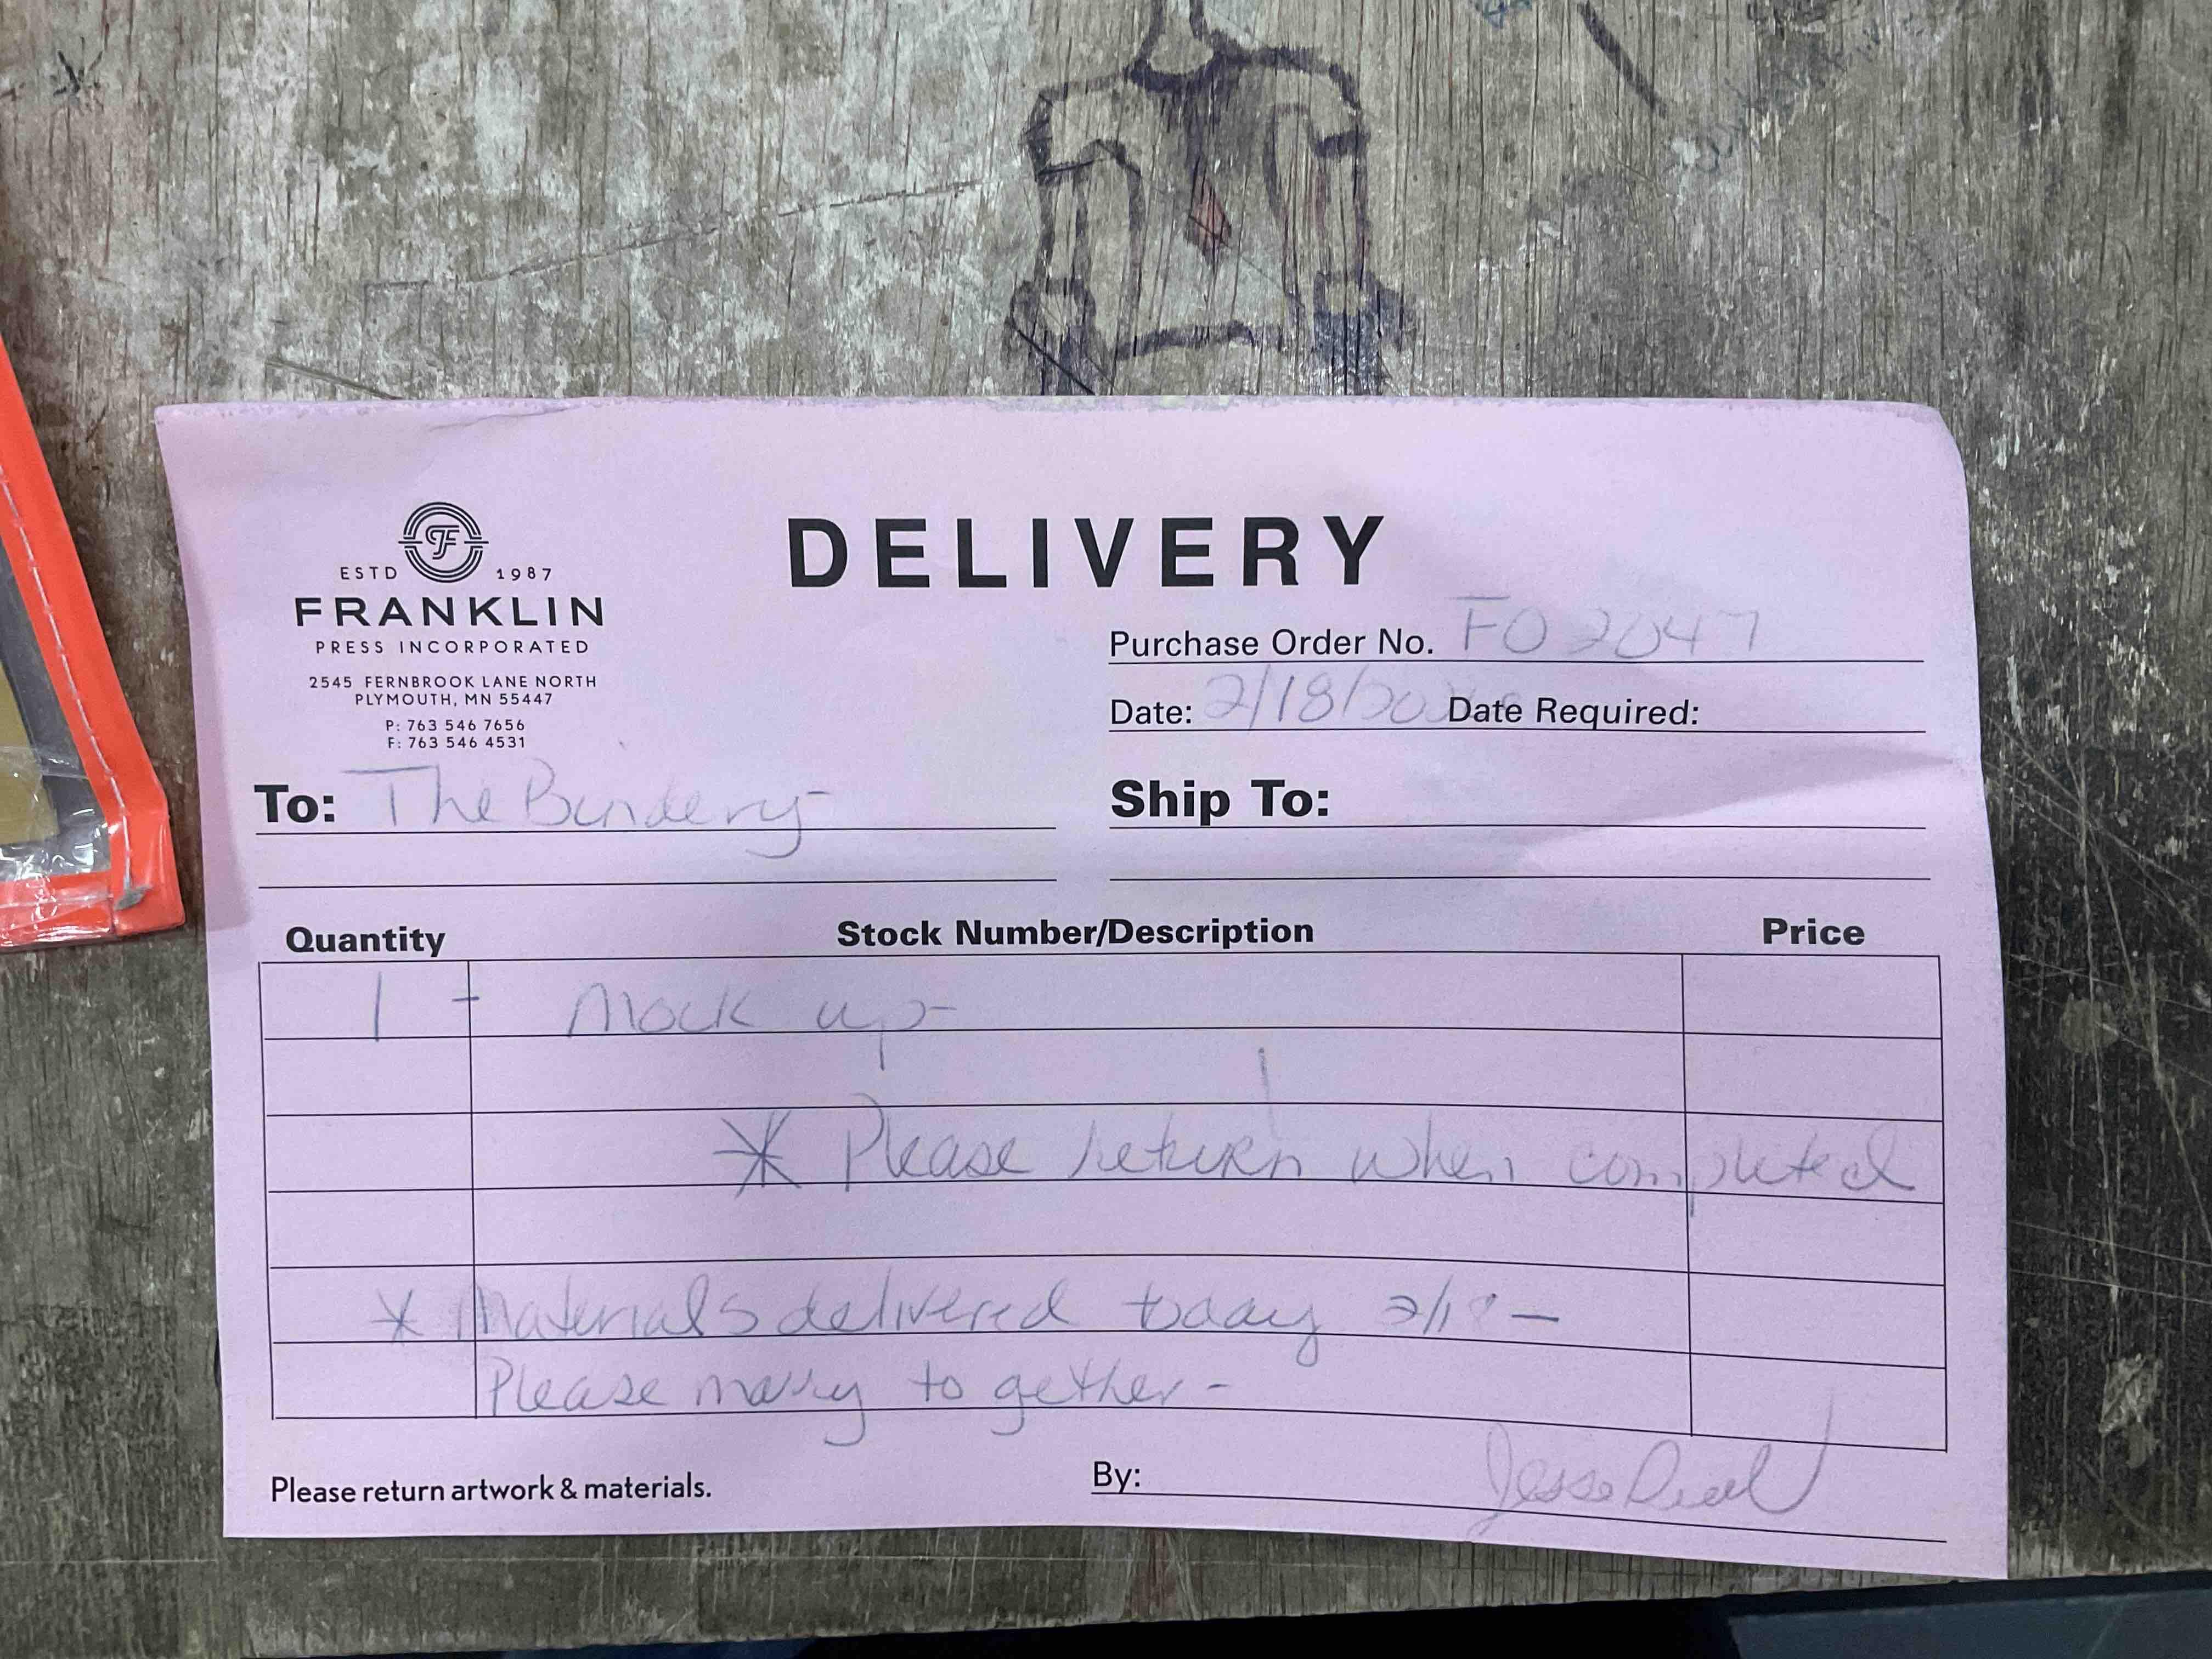 ESTD 1987
FRANKLIN
PRESS INCORPORATED
2545 FERNBROOK LANE NORTH
PLYMOUTH, MN 55447
P: 763 546 7656
F: 763 546 4531
DELIVERY
Purchase Order No. FO 2047
Date: 2/18/20 Date Required:
To: The Bindery
Ship To:
Quantity Stock Number/Description Price
1 - Mock up -
* Please return when completed
* Materials delivered today 2/18 —
Please marry together -
Please return artwork & materials.
By: Jesse